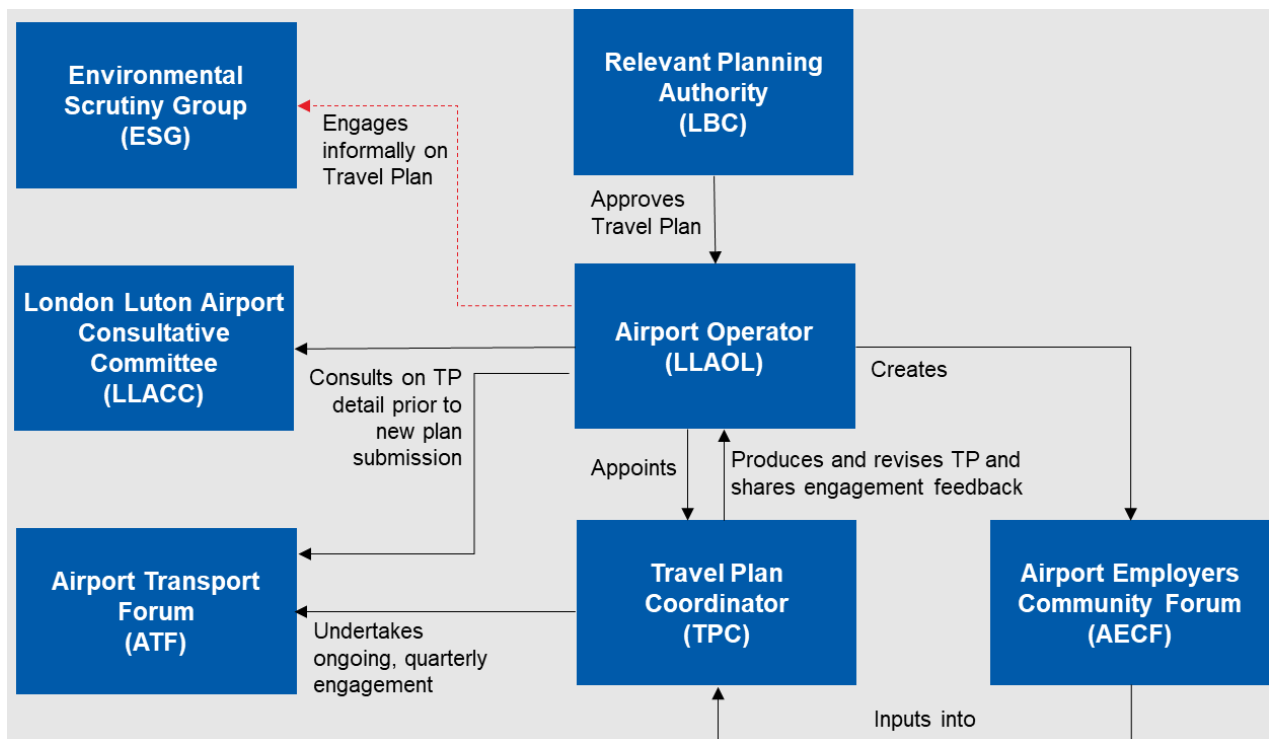 Environmental
Scrutiny Group
(ESG)
Relevant Planning
Authority
(LBC)
Engages
informally on
Travel Plan
Approves
Travel Plan
London Luton Airport
Consultative
Committee
(LLACC)
Airport Operator
(LLAOL)
Creates
Consults on TP
detail prior to
new plan
submission
Appoints
Produces and revises TP and
shares engagement feedback
Airport Transport
Forum
(ATF)
Undertakes
ongoing, quarterly
engagement
Travel Plan
Coordinator
(TPC)
Airport Employers
Community Forum
(AECF)
Inputs into